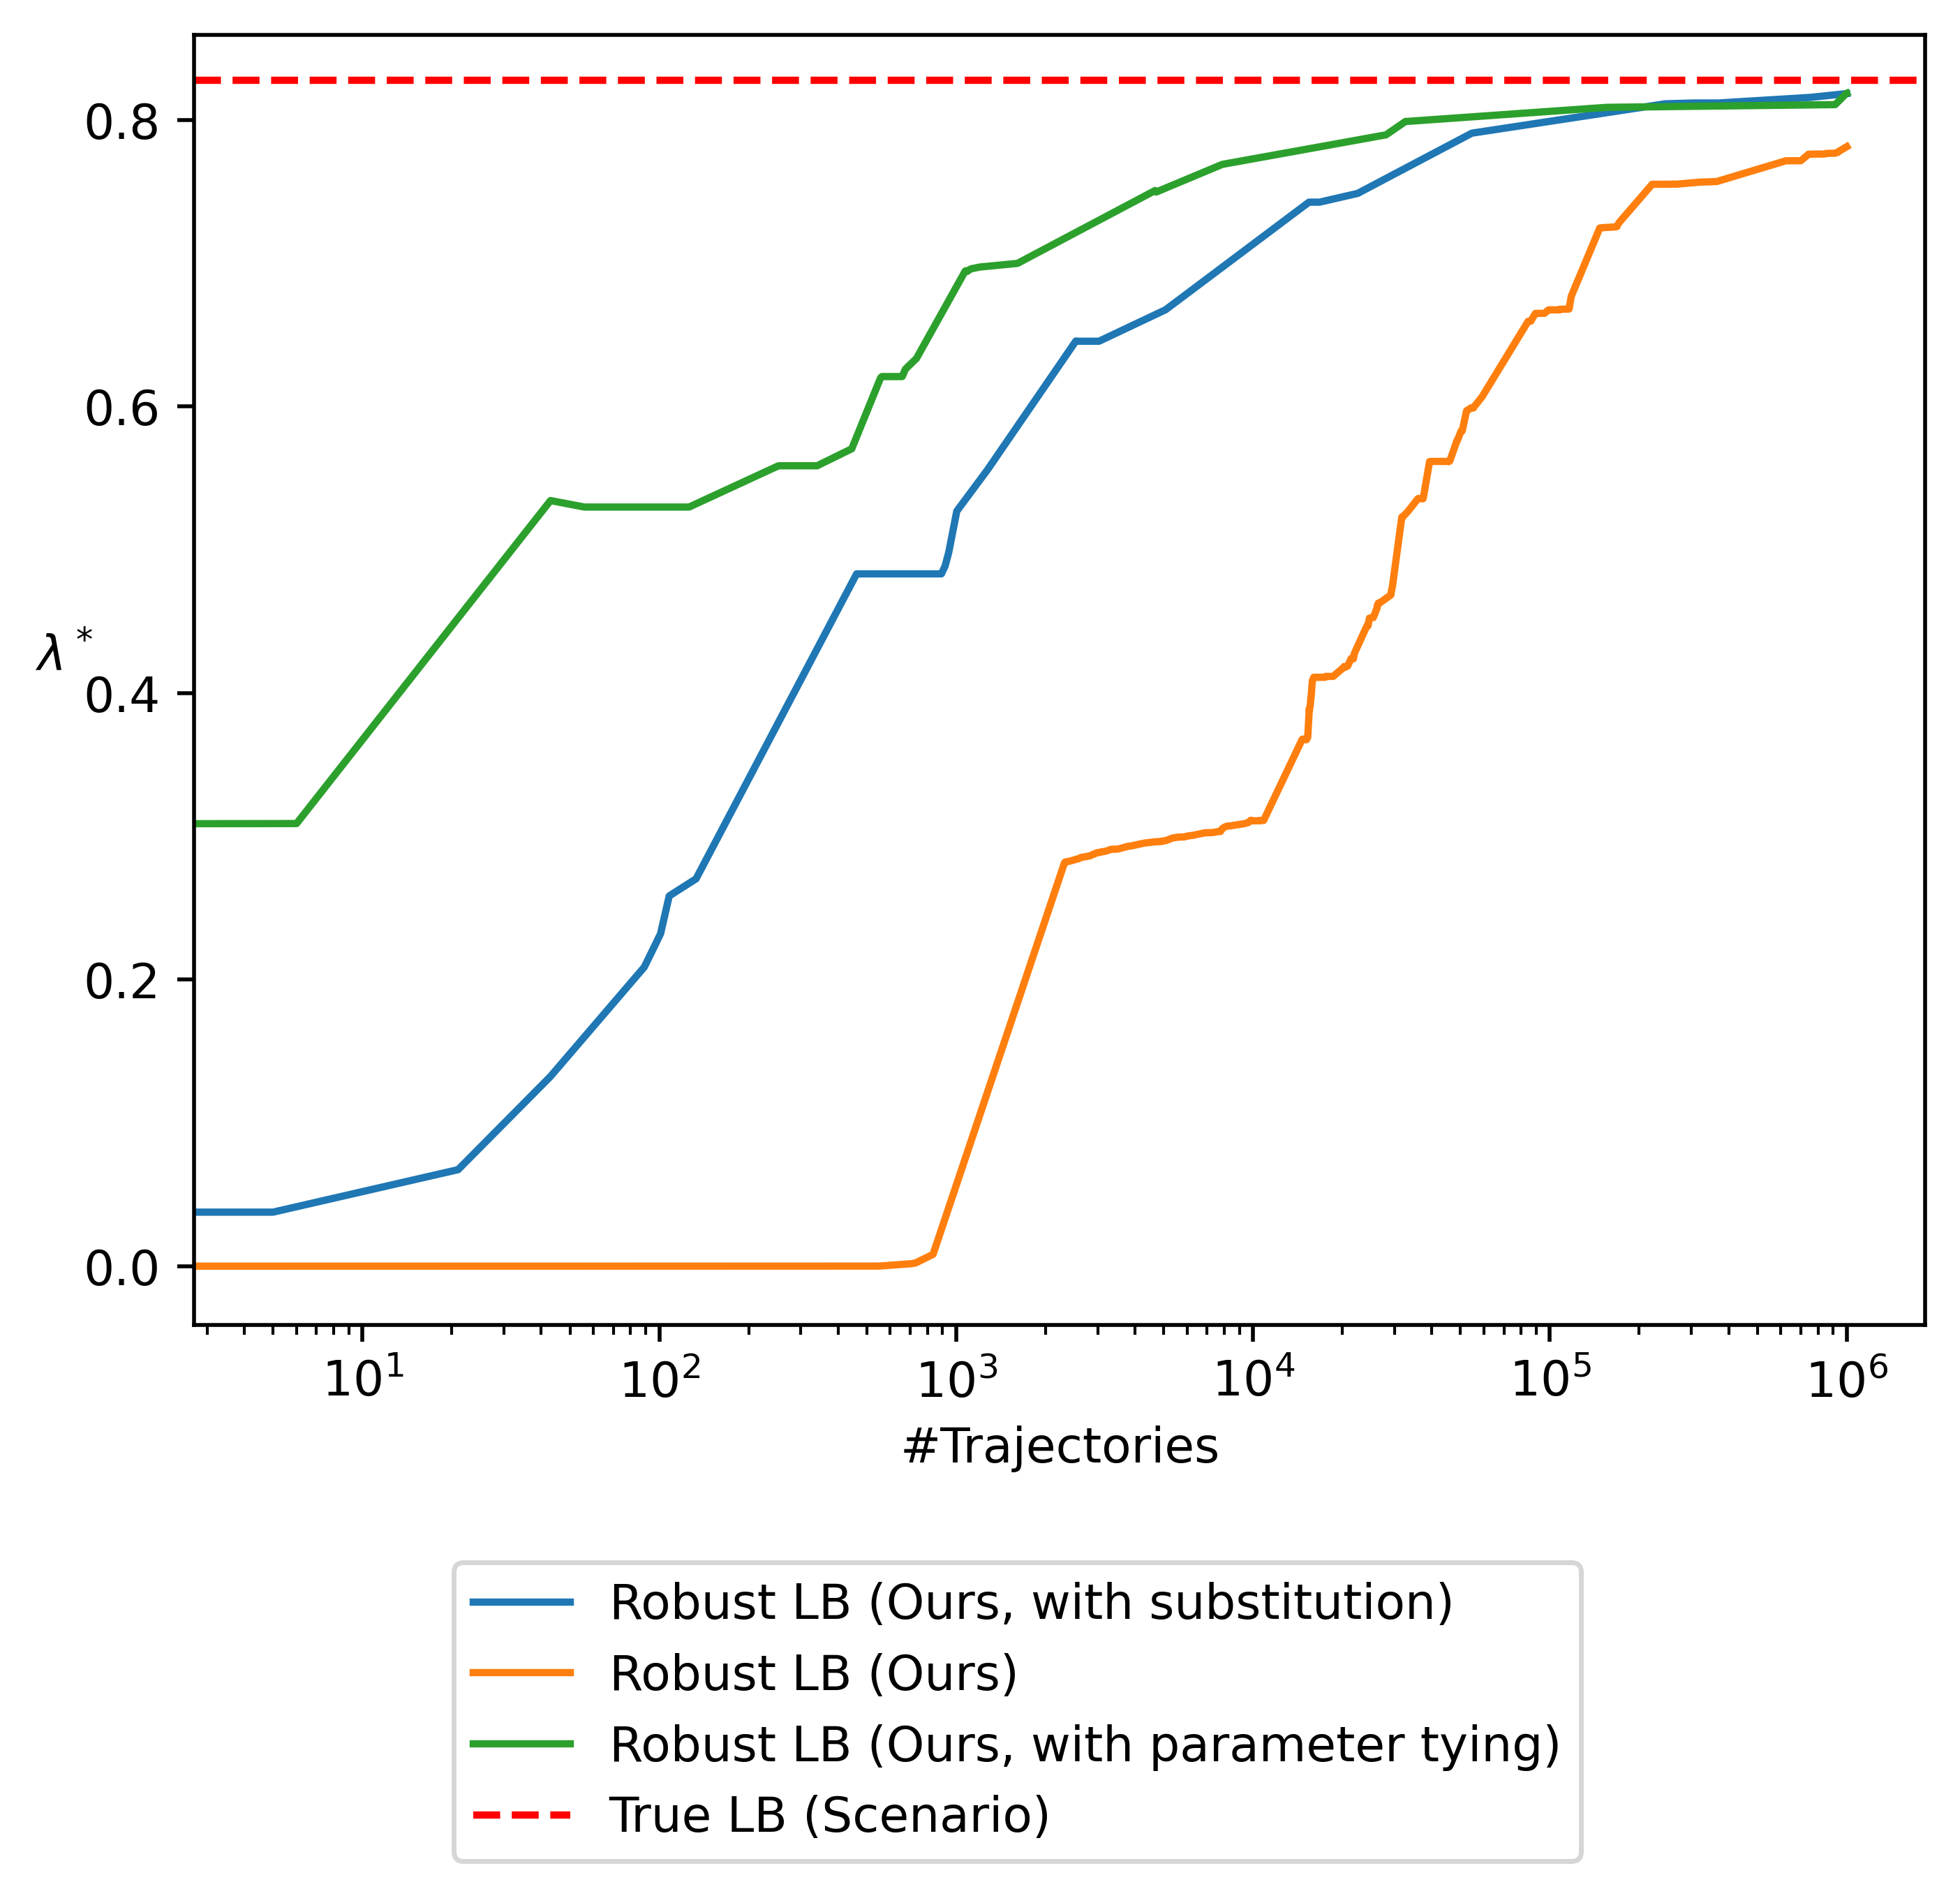 0.8
0.6
λ*
0.4
0.2
0.0
10¹ 10² 10³ 10⁴ 10⁵ 10⁶
#Trajectories
Robust LB (Ours, with substitution)
Robust LB (Ours)
Robust LB (Ours, with parameter tying)
True LB (Scenario)